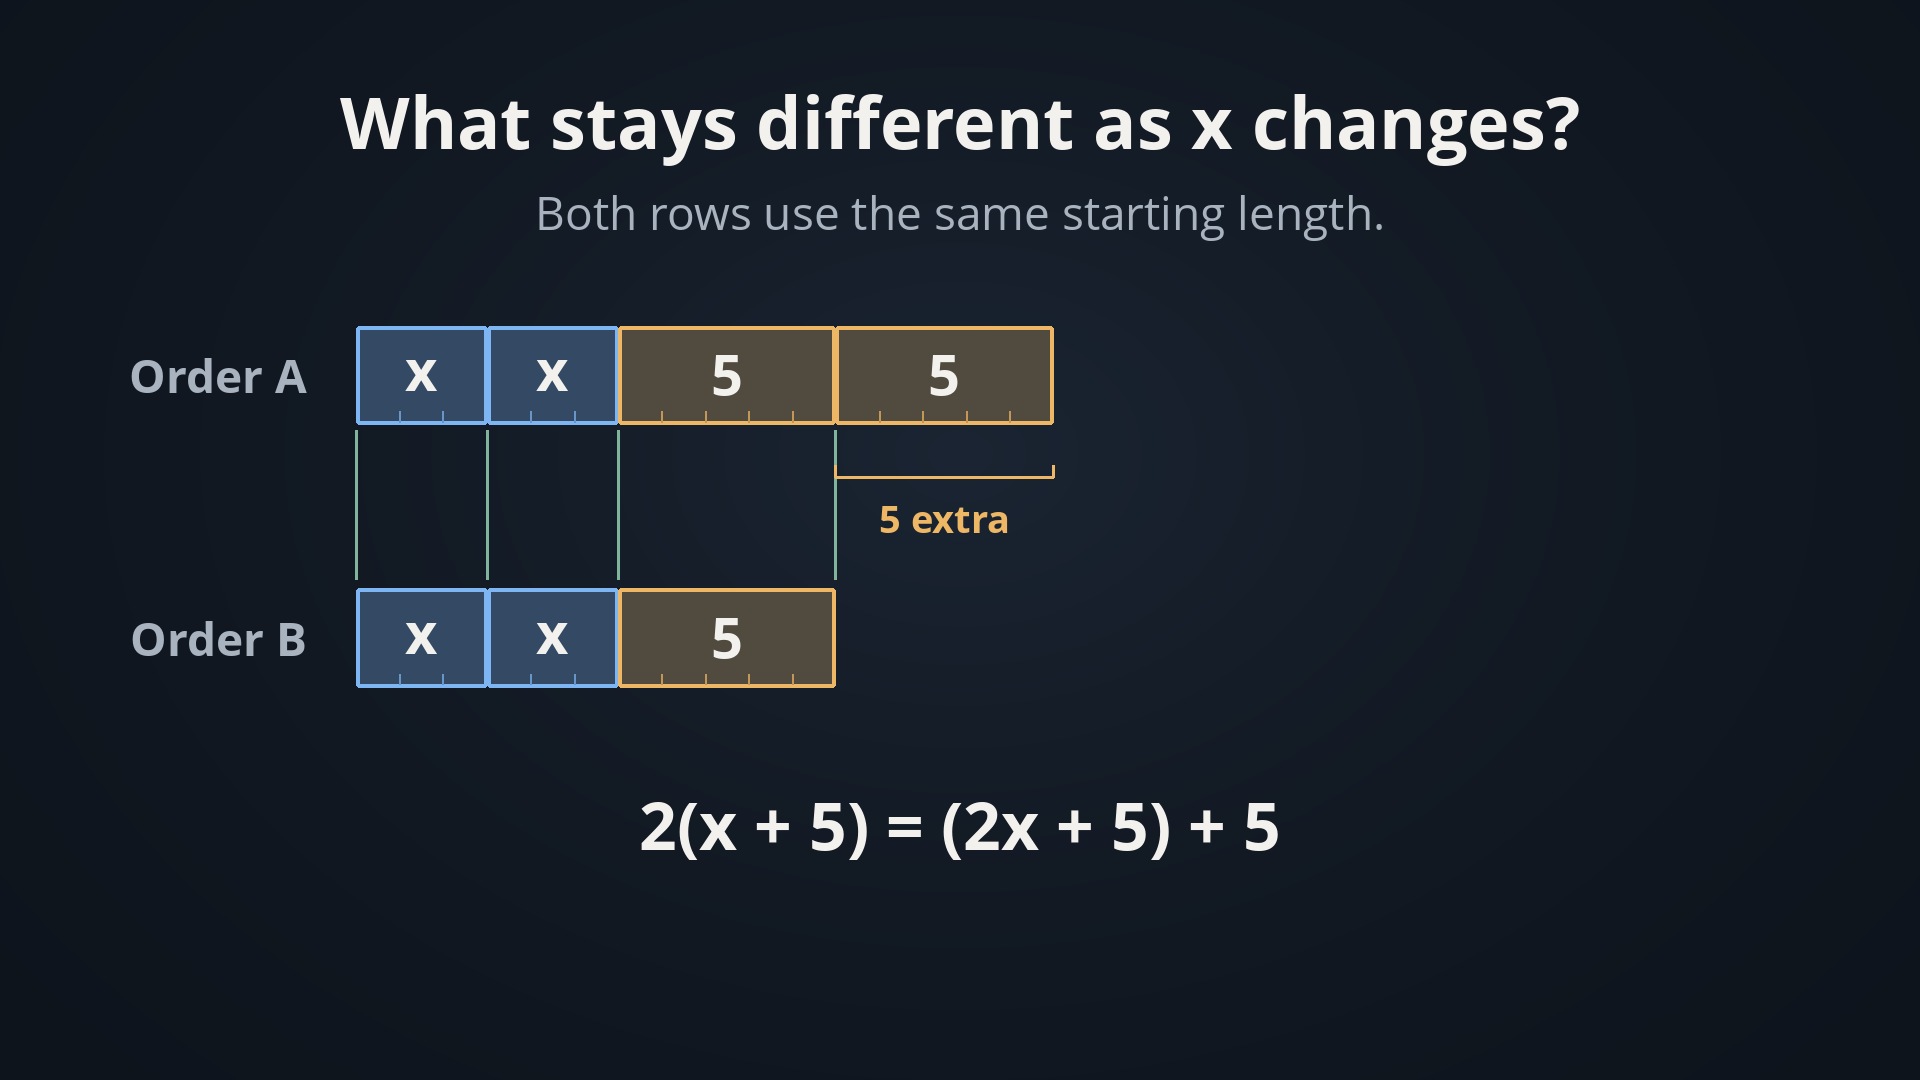 What stays different as x changes?
Both rows use the same starting length.
Order A
x x 5 5
5 extra
Order B
x x 5
2(x + 5) = (2x + 5) + 5